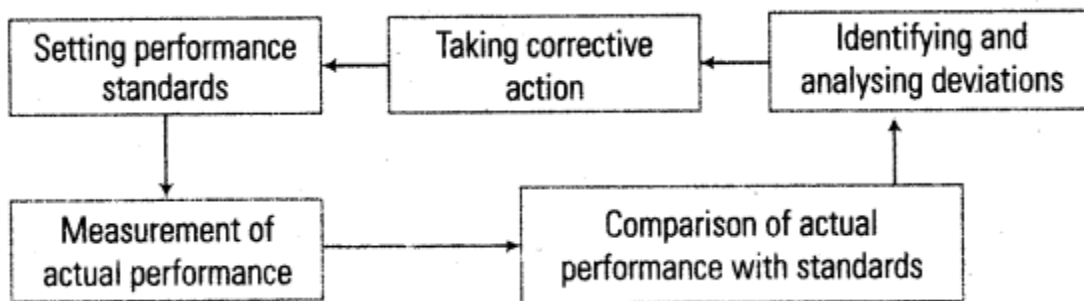 Setting performance
standards
Taking corrective
action
Identifying and
analysing deviations
Measurement of
actual performance
Comparison of actual
performance with standards